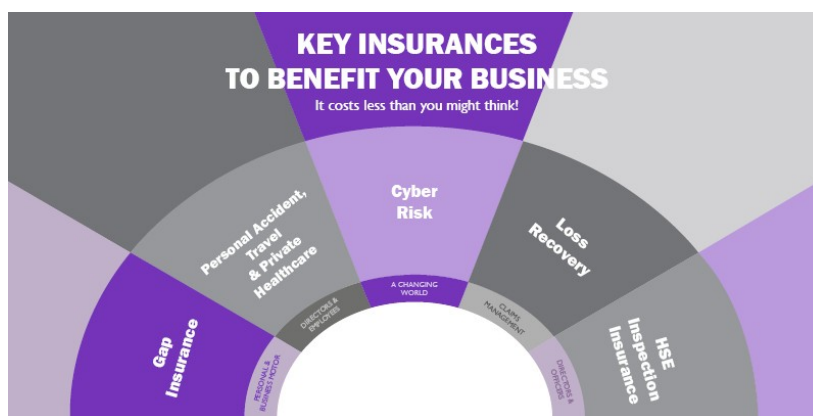 KEY INSURANCES
TO BENEFIT YOUR BUSINESS
It costs less than you might think!
Gap
Insurance
PERSONAL &
BUSINESS MOTOR
Personal Accident,
Travel
& Private
Healthcare
DIRECTORS &
EMPLOYEES
Cyber
Risk
A CHANGING
WORLD
Loss
Recovery
CLAIMS
MANAGEMENT
HSE
Inspection
Insurance
DIRECTORS &
OFFICERS